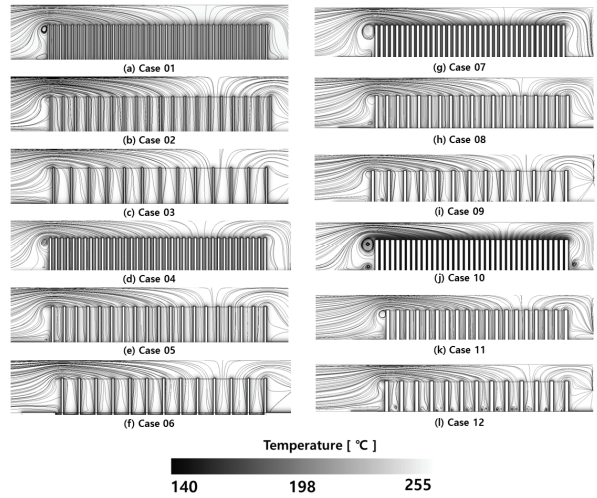 (a) Case 01
(b) Case 02
(c) Case 03
(d) Case 04
(e) Case 05
(f) Case 06
(g) Case 07
(h) Case 08
(i) Case 09
(j) Case 10
(k) Case 11
(l) Case 12
Temperature [ ℃ ]
140 198 255